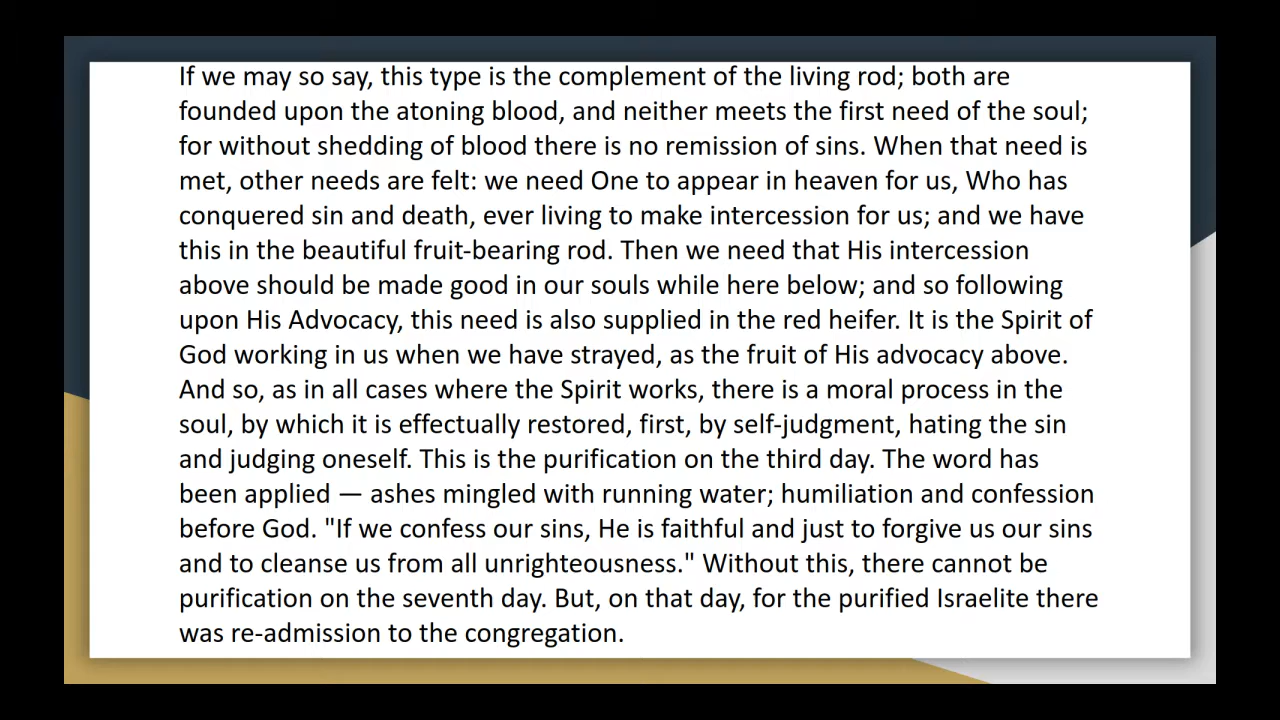 If we may so say, this type is the complement of the living rod; both are
founded upon the atoning blood, and neither meets the first need of the soul;
for without shedding of blood there is no remission of sins. When that need is
met, other needs are felt: we need One to appear in heaven for us, Who has
conquered sin and death, ever living to make intercession for us; and we have
this in the beautiful fruit-bearing rod. Then we need that His intercession
above should be made good in our souls while here below; and so following
upon His Advocacy, this need is also supplied in the red heifer. It is the Spirit of
God working in us when we have strayed, as the fruit of His advocacy above.
And so, as in all cases where the Spirit works, there is a moral process in the
soul, by which it is effectually restored, first, by self-judgment, hating the sin
and judging oneself. This is the purification on the third day. The word has
been applied — ashes mingled with running water; humiliation and confession
before God. "If we confess our sins, He is faithful and just to forgive us our sins
and to cleanse us from all unrighteousness." Without this, there cannot be
purification on the seventh day. But, on that day, for the purified Israelite there
was re-admission to the congregation.